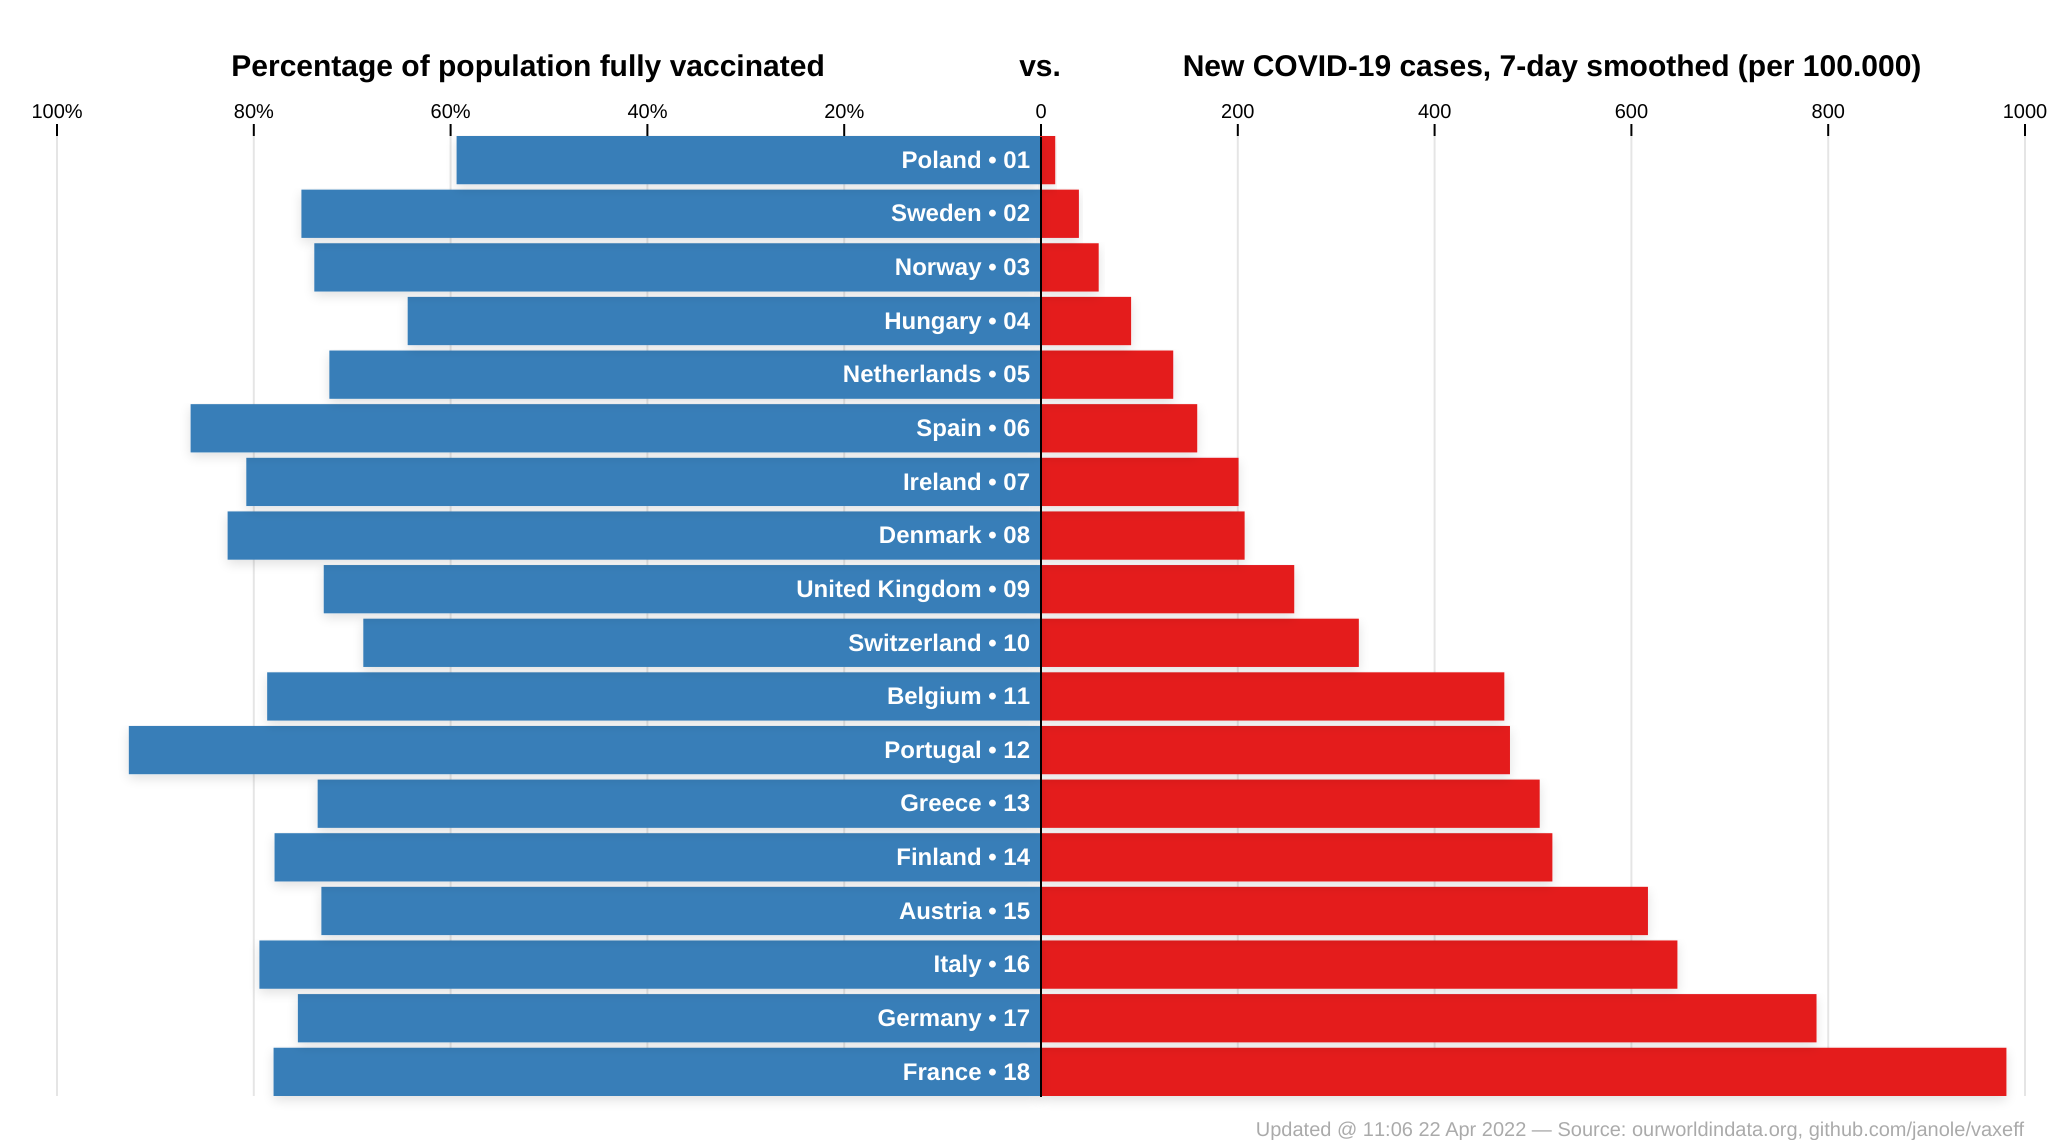 Percentage of population fully vaccinated vs. New COVID-19 cases, 7-day smoothed (per 100.000)
100% 80% 60% 40% 20% 0 200 400 600 800 1000
Poland • 01
Sweden • 02
Norway • 03
Hungary • 04
Netherlands • 05
Spain • 06
Ireland • 07
Denmark • 08
United Kingdom • 09
Switzerland • 10
Belgium • 11
Portugal • 12
Greece • 13
Finland • 14
Austria • 15
Italy • 16
Germany • 17
France • 18
Updated @ 11:06 22 Apr 2022 — Source: ourworldindata.org, github.com/janole/vaxeff